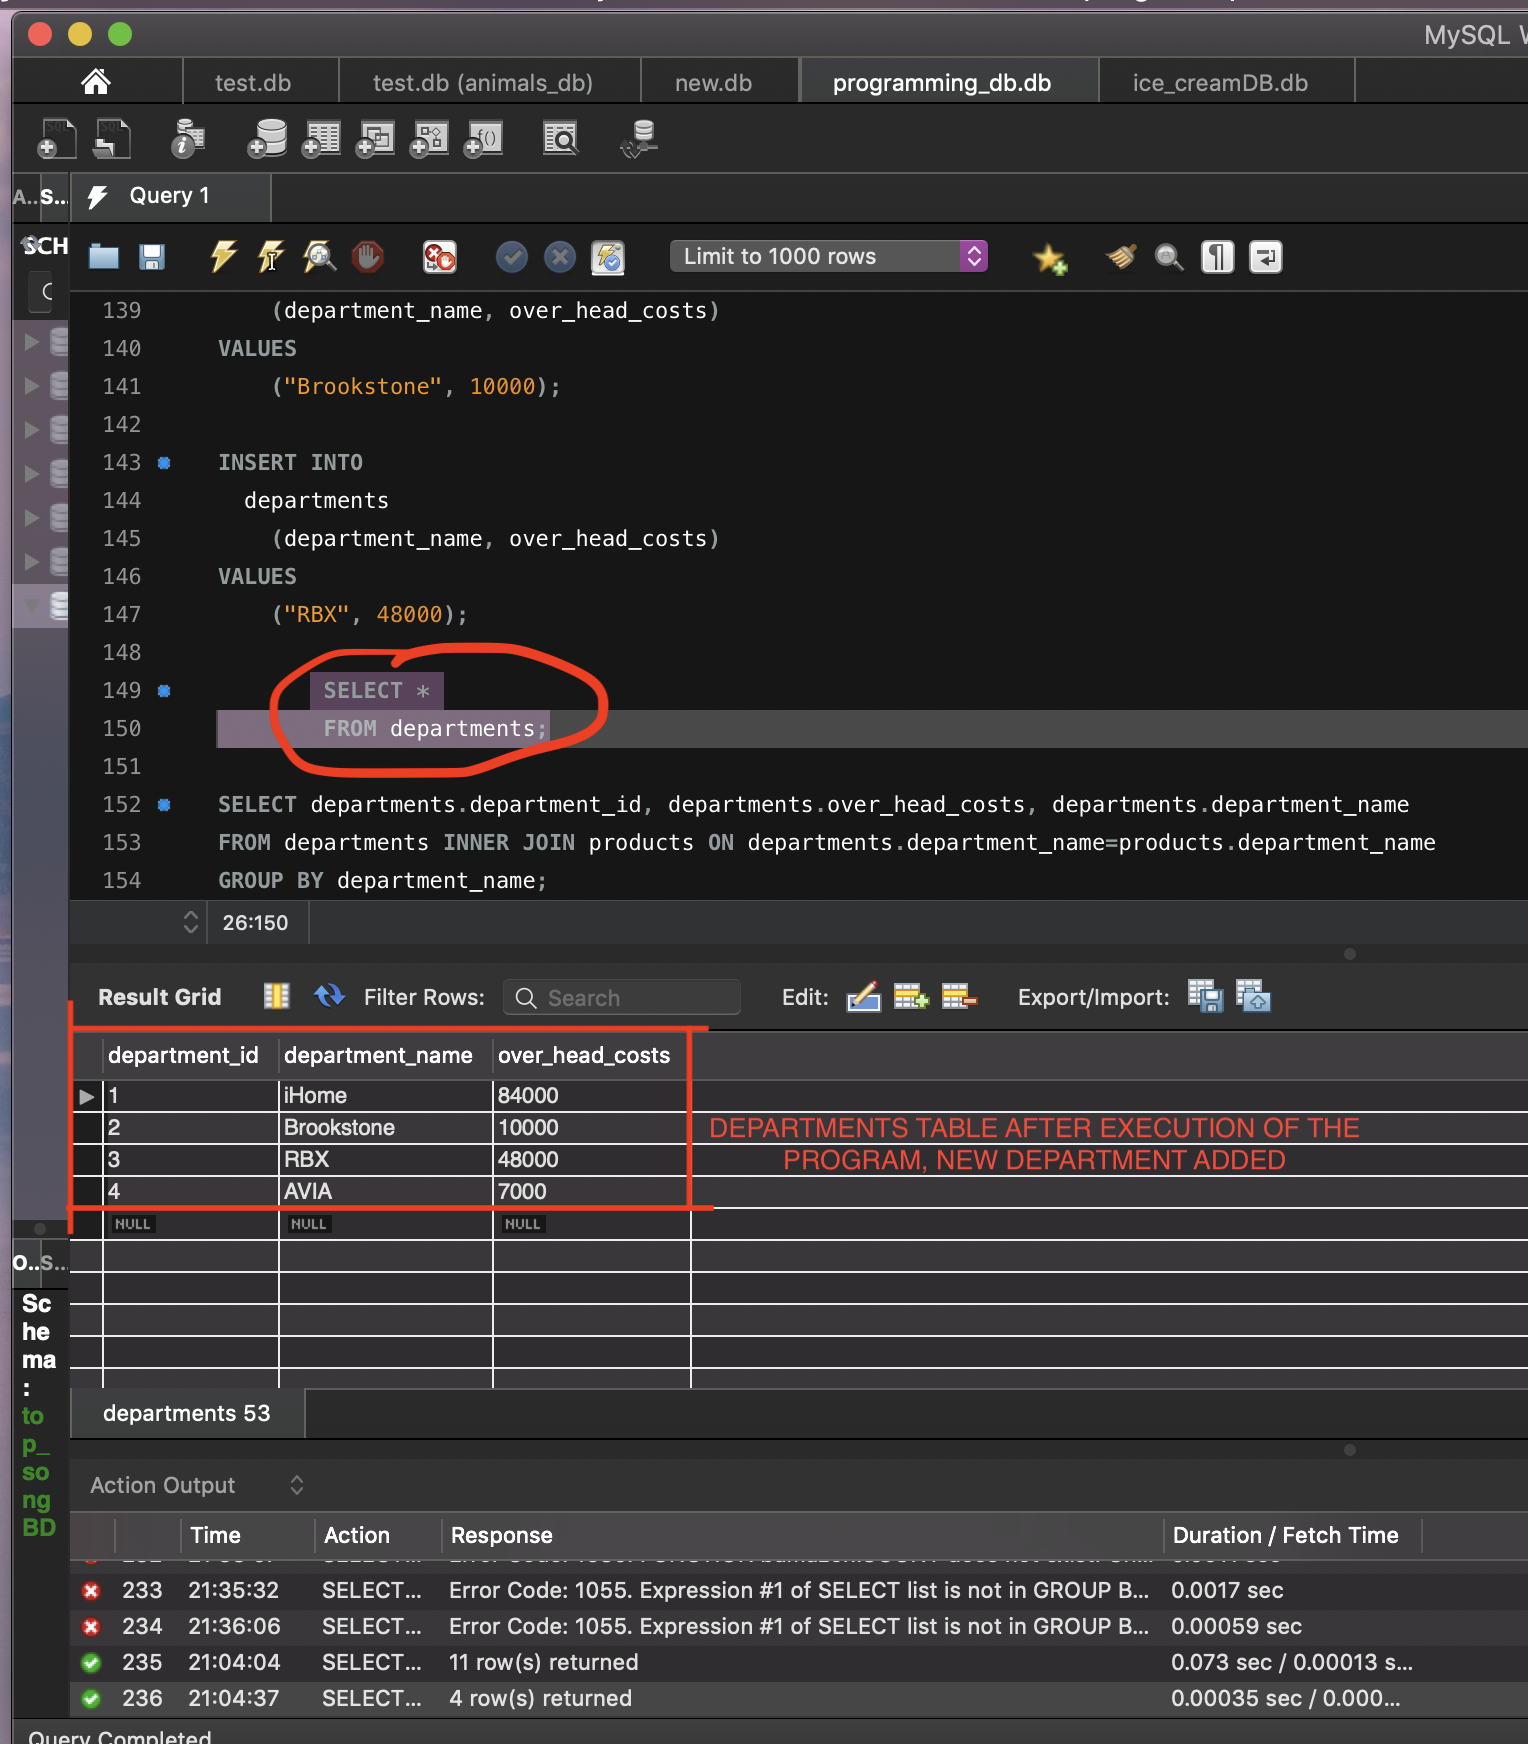 MySQL
test.db
test.db (animals_db)
new.db
programming_db.db
ice_creamDB.db
A.. S...
Query 1
SCH
Limit to 1000 rows
139 (department_name, over_head_costs)
140 VALUES
141 ("Brookstone", 10000);
142
143 INSERT INTO
144 departments
145 (department_name, over_head_costs)
146 VALUES
147 ("RBX", 48000);
148
149 SELECT *
150 FROM departments;
151
152 SELECT departments.department_id, departments.over_head_costs, departments.department_name
153 FROM departments INNER JOIN products ON departments.department_name=products.department_name
154 GROUP BY department_name;
26:150
Result Grid Filter Rows: Search Edit: Export/Import:
department_id department_name over_head_costs
1 iHome 84000
2 Brookstone 10000
3 RBX 48000
4 AVIA 7000
NULL NULL NULL
DEPARTMENTS TABLE AFTER EXECUTION OF THE
PROGRAM, NEW DEPARTMENT ADDED
O.. S...
Sc
he
ma
:
to
p_
so
ng
BD
departments 53
Action Output
Time Action Response Duration / Fetch Time
233 21:35:32 SELECT... Error Code: 1055. Expression #1 of SELECT list is not in GROUP B... 0.0017 sec
234 21:36:06 SELECT... Error Code: 1055. Expression #1 of SELECT list is not in GROUP B... 0.00059 sec
235 21:04:04 SELECT... 11 row(s) returned 0.073 sec / 0.00013 s...
236 21:04:37 SELECT... 4 row(s) returned 0.00035 sec / 0.000...
Query Completed